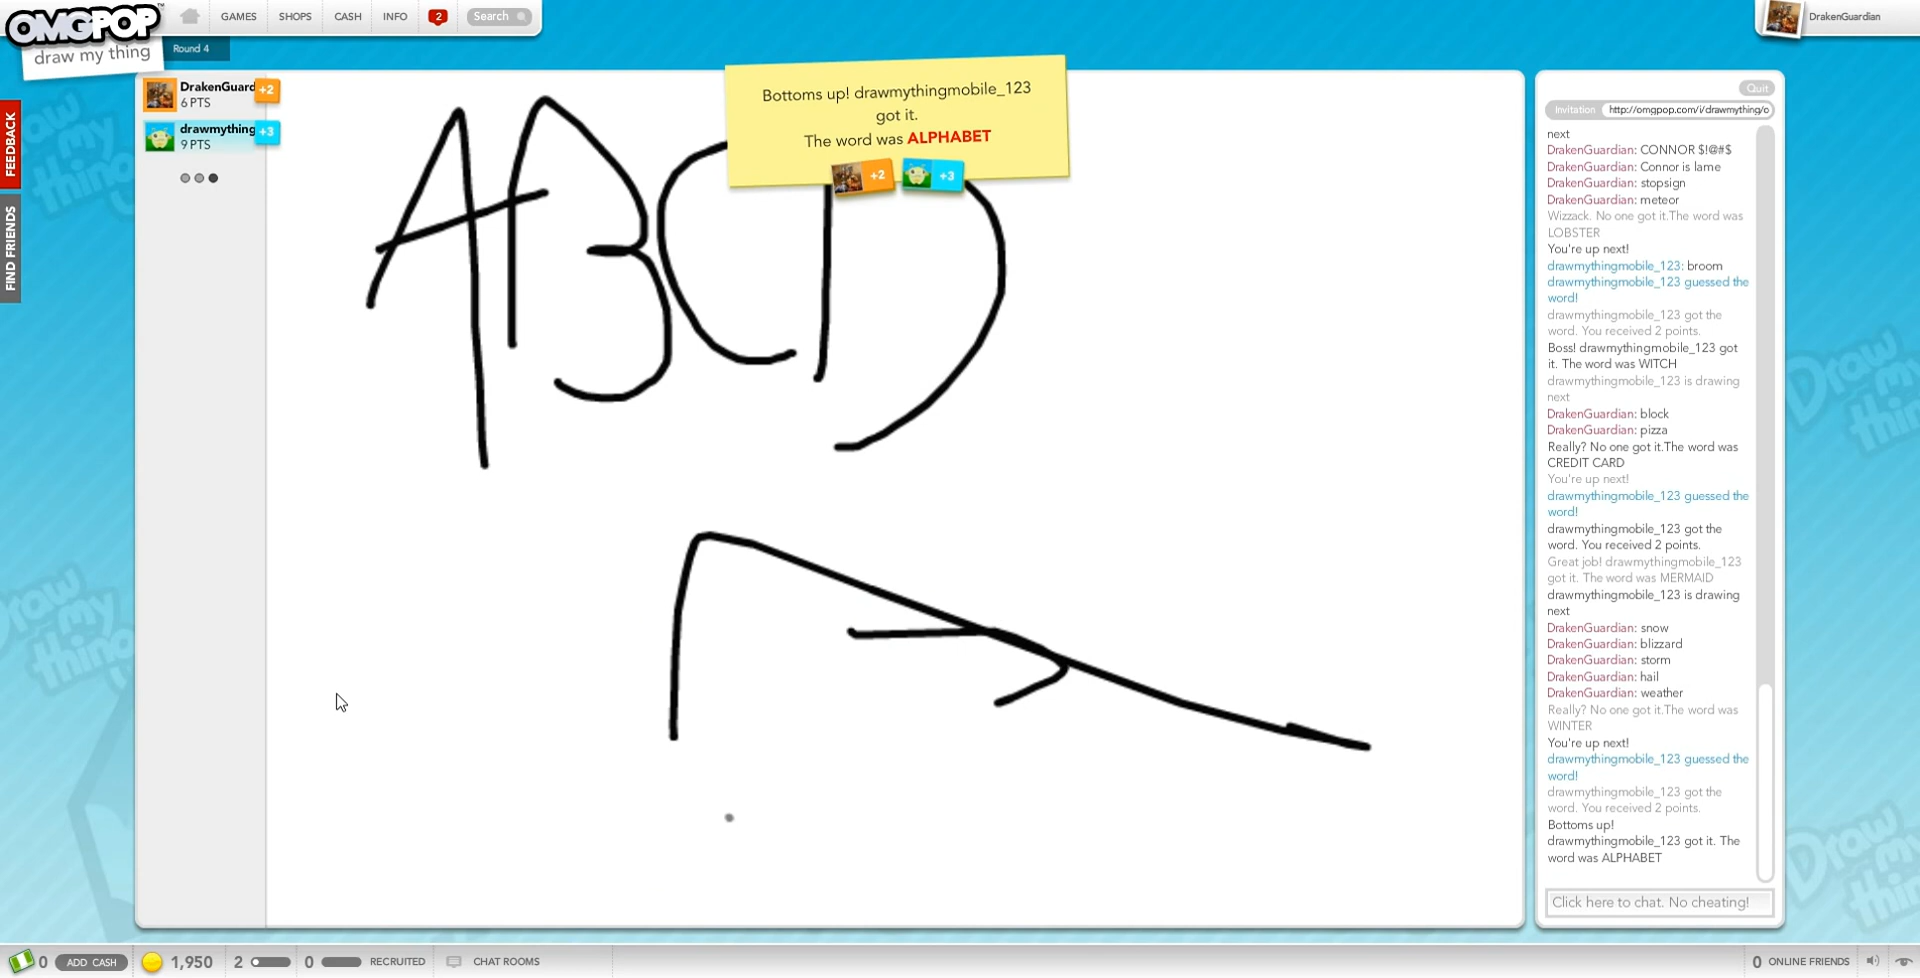 OMGPOP
draw my thing
GAMES
SHOPS
CASH
INFO
2
Search
DrakenGuardian
Round 4
FEEDBACK
FIND FRIENDS
DrakenGuard
+2
6 PTS
drawmything
+3
9 PTS
Bottoms up! drawmythingmobile_123
got it.
The word was ALPHABET
+2
+3
ABCD
Quit
Invitation http://omgpop.com/i/drawmything/o
next
DrakenGuardian: CONNOR $!@#$
DrakenGuardian: Connor is lame
DrakenGuardian: stopsign
DrakenGuardian: meteor
Wizzack. No one got it.The word was
LOBSTER
You're up next!
drawmythingmobile_123: broom
drawmythingmobile_123 guessed the
word!
drawmythingmobile_123 got the
word. You received 2 points.
Boss! drawmythingmobile_123 got
it. The word was WITCH
drawmythingmobile_123 is drawing
next
DrakenGuardian: block
DrakenGuardian: pizza
Really? No one got it.The word was
CREDIT CARD
You're up next!
drawmythingmobile_123 guessed the
word!
drawmythingmobile_123 got the
word. You received 2 points.
Great job! drawmythingmobile_123
got it. The word was MERMAID
drawmythingmobile_123 is drawing
next
DrakenGuardian: snow
DrakenGuardian: blizzard
DrakenGuardian: storm
DrakenGuardian: hail
DrakenGuardian: weather
Really? No one got it.The word was
WINTER
You're up next!
drawmythingmobile_123 guessed the
word!
drawmythingmobile_123 got the
word. You received 2 points.
Bottoms up!
drawmythingmobile_123 got it. The
word was ALPHABET
Click here to chat. No cheating!
0
ADD CASH
1,950
2
0
RECRUITED
CHAT ROOMS
0 ONLINE FRIENDS